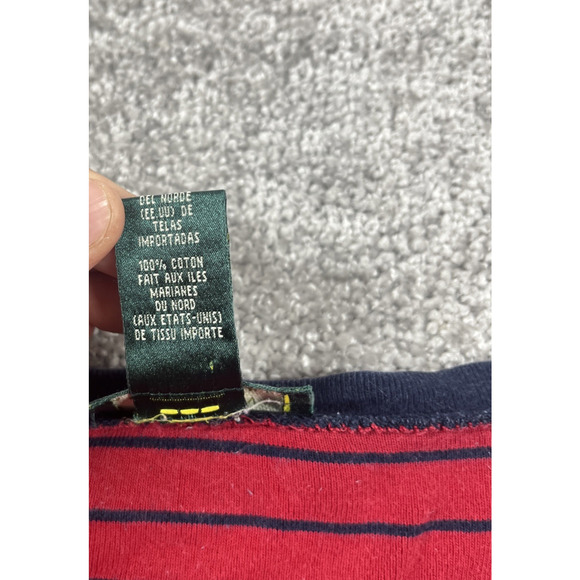 DEL NORDE
(EE.UU) DE
TELAS
IMPORTADAS
100% COTON
FAIT AUX ILES
MARIANES
DU NORD
(AUX ETATS-UNIS)
DE TISSU IMPORTE